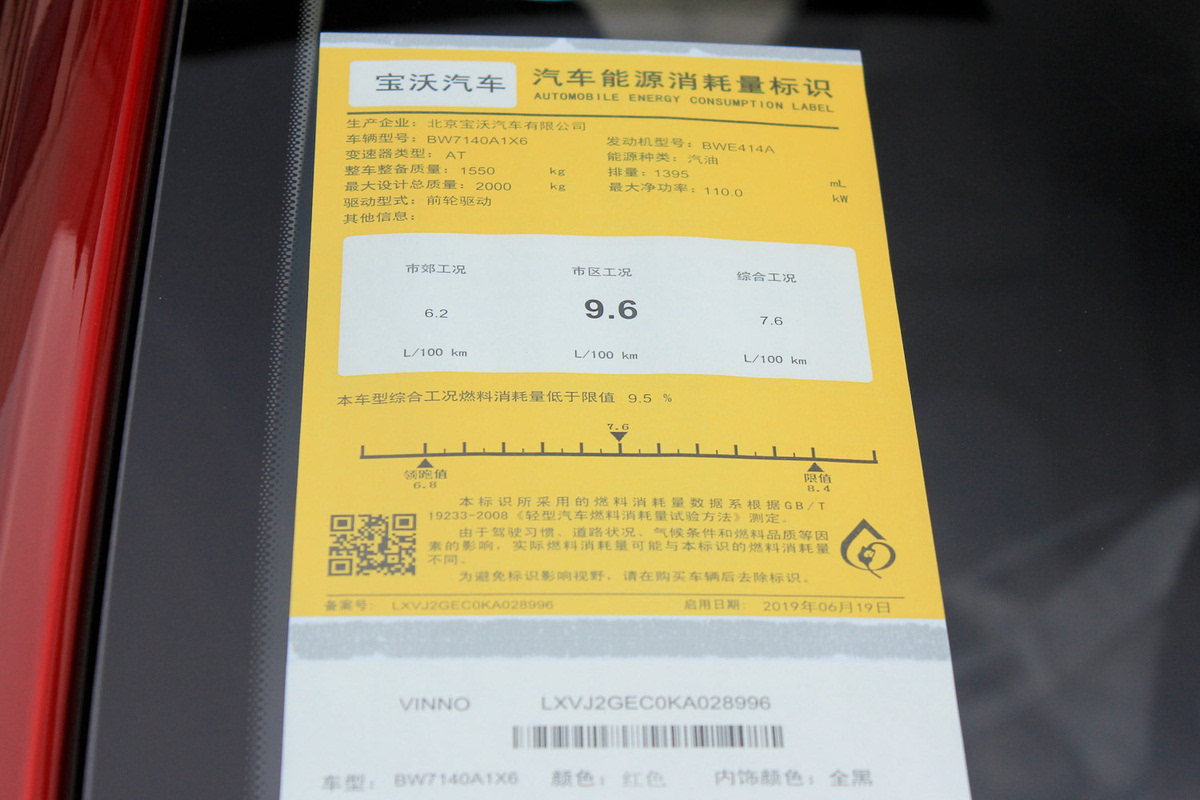 宝沃汽车
汽车能源消耗量标识
AUTOMOBILE ENERGY CONSUMPTION LABEL
生产企业：北京宝沃汽车有限公司
车辆型号：BW7140A1X6
发动机型号：BWE414A
变速器类型：AT
能源种类：汽油
整车整备质量：1550 kg
排量：1395 mL
最大设计总质量：2000 kg
最大净功率：110.0 kW
驱动型式：前轮驱动
其他信息：
市郊工况 市区工况 综合工况
6.2 9.6 7.6
L/100 km L/100 km L/100 km
本车型综合工况燃料消耗量低于限值 9.5 %
7.6
领跑值 限值
6.8 8.4
本标识所采用的燃料消耗量数据系根据GB/T
19233-2008《轻型汽车燃料消耗量试验方法》测定。
由于驾驶习惯、道路状况、气候条件和燃料品质等因
素的影响，实际燃料消耗量可能与本标识的燃料消耗量
不同。
为避免标识影响视野，请在购买车辆后去除标识。
备案号： LXVJ2GEC0KA028996 启用日期： 2019年06月19日
VINNO LXVJ2GEC0KA028996
车型： BW7140A1X6 颜色：红色 内饰颜色：全黑